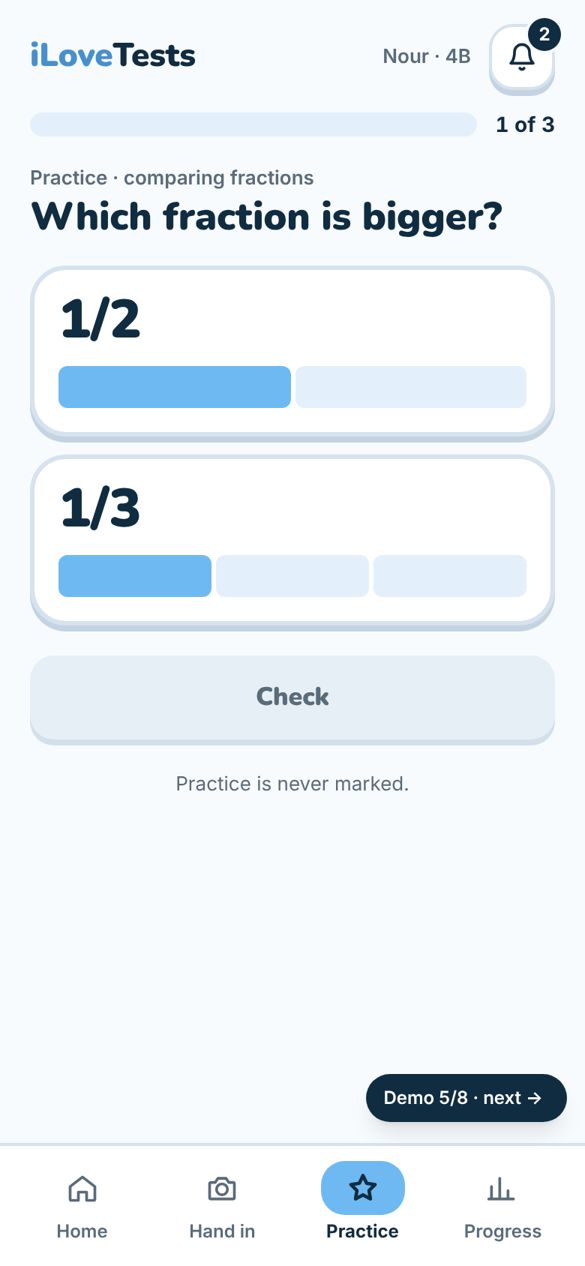 iLoveTests
Nour · 4B
2
1 of 3
Practice · comparing fractions
Which fraction is bigger?
1/2
1/3
Check
Practice is never marked.
Demo 5/8 · next →
Home
Hand in
Practice
Progress